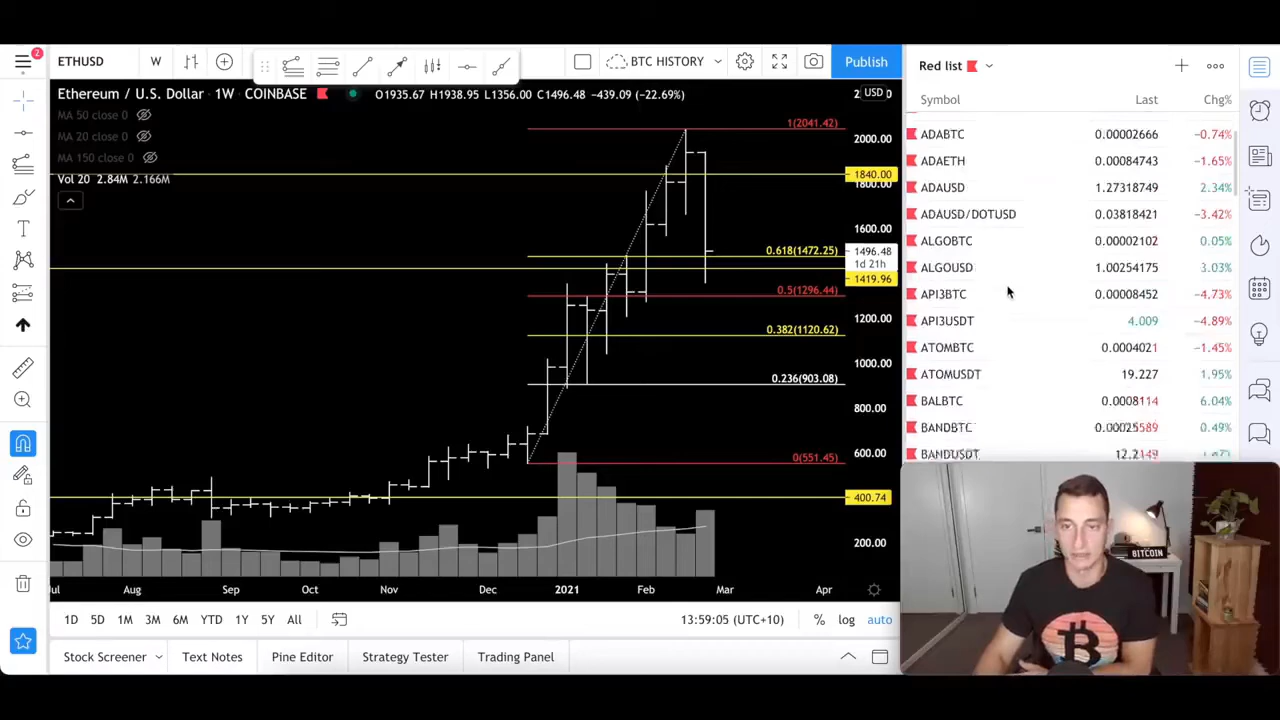 2
ETHUSD W BTC HISTORY Publish
Red list
Ethereum / U.S. Dollar · 1W · COINBASE O1935.67 H1938.95 L1356.00 C1496.48 −439.09 (−22.69%)
USD
MA 50 close 0
MA 20 close 0
MA 150 close 0
Vol 20 2.84M 2.166M
1(2041.42)
0.618(1472.25)
0.5(1296.44)
0.382(1120.62)
0.236(903.08)
0(551.45)
2000.00
1840.00
1800.00
1600.00
1496.48
1d 21h
1419.96
1200.00
1000.00
800.00
600.00
400.74
200.00
Jul Aug Sep Oct Nov Dec 2021 Feb Mar Apr
1D 5D 1M 3M 6M YTD 1Y 5Y All 13:59:05 (UTC+10) % log auto
Stock Screener Text Notes Pine Editor Strategy Tester Trading Panel
Symbol Last Chg%
ADABTC 0.00002666 −0.74%
ADAETH 0.00084743 −1.65%
ADAUSD 1.27318749 2.34%
ADAUSD/DOTUSD 0.03818421 −3.42%
ALGOBTC 0.00002102 0.05%
ALGOUSD 1.00254175 3.03%
API3BTC 0.00008452 −4.73%
API3USDT 4.009 −4.89%
ATOMBTC 0.0004021 −1.45%
ATOMUSDT 19.227 1.95%
BALBTC 0.0008114 6.04%
BANDBTC 0.00025589 0.49%
BANDUSDT
BITCOIN